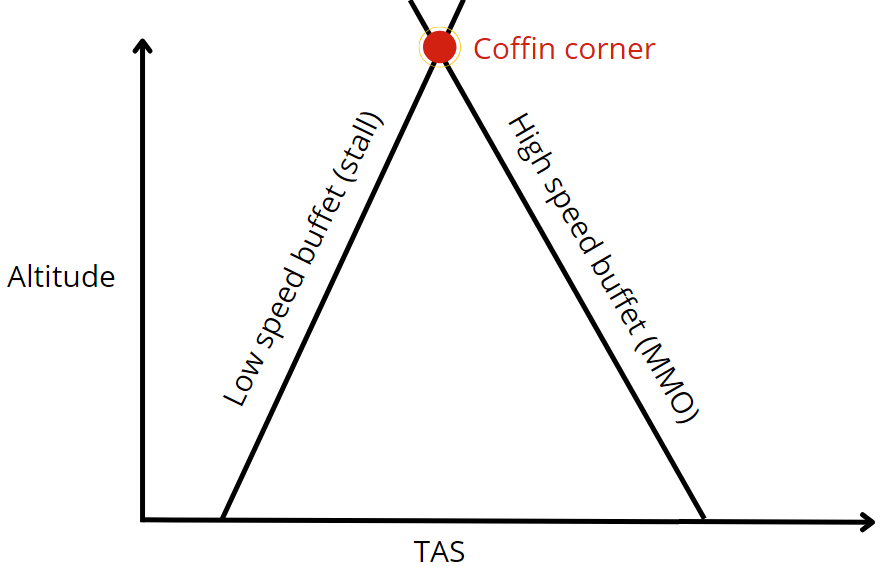 Coffin corner
Low speed buffet (stall)
High speed buffet (MMO)
Altitude
TAS